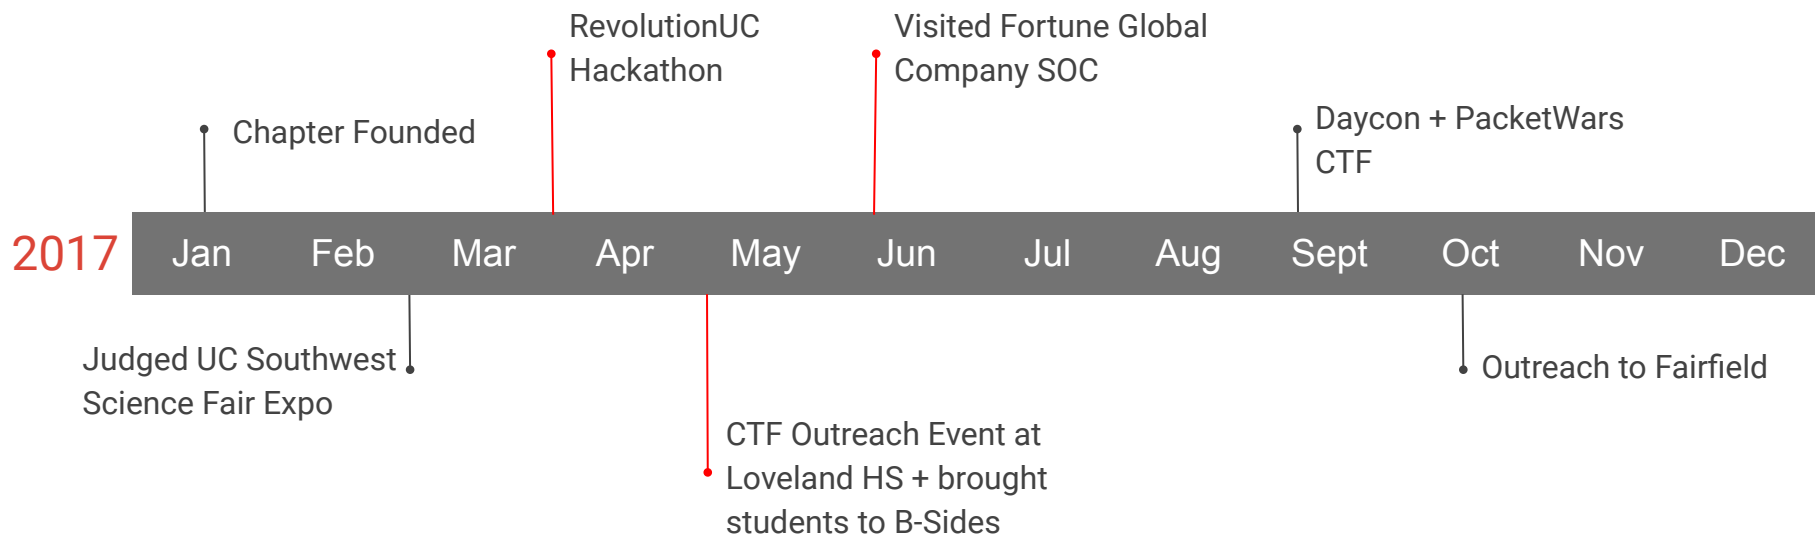 RevolutionUC
Hackathon
Visited Fortune Global
Company SOC
Chapter Founded
Daycon + PacketWars
CTF
2017 Jan Feb Mar Apr May Jun Jul Aug Sept Oct Nov Dec
Judged UC Southwest
Science Fair Expo
Outreach to Fairfield
CTF Outreach Event at
Loveland HS + brought
students to B-Sides